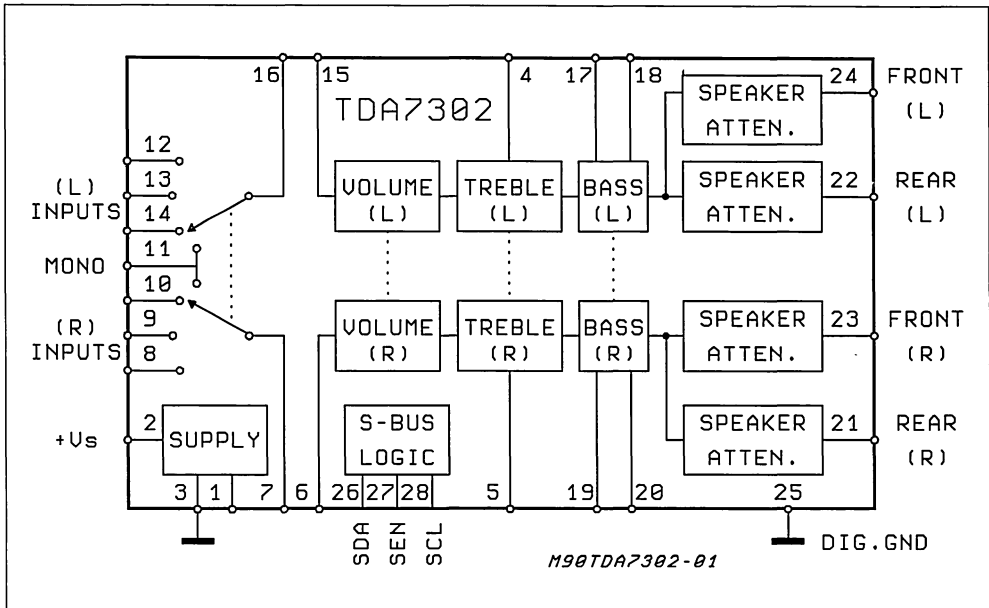 16 15 4 17 18
TDA7302
24 FRONT (L)
SPEAKER ATTEN.
12
13
(L) INPUTS
14
VOLUME (L)
TREBLE (L)
BASS (L)
SPEAKER ATTEN.
22 REAR (L)
11
MONO
10
9
(R) INPUTS
8
VOLUME (R)
TREBLE (R)
BASS (R)
SPEAKER ATTEN.
23 FRONT (R)
+Vs
2
SUPPLY
S-BUS LOGIC
SPEAKER ATTEN.
21 REAR (R)
3 1 7 6 26 27 28 5 19 20 25
SDA
SEN
SCL
DIG.GND
M90TDA7302-01